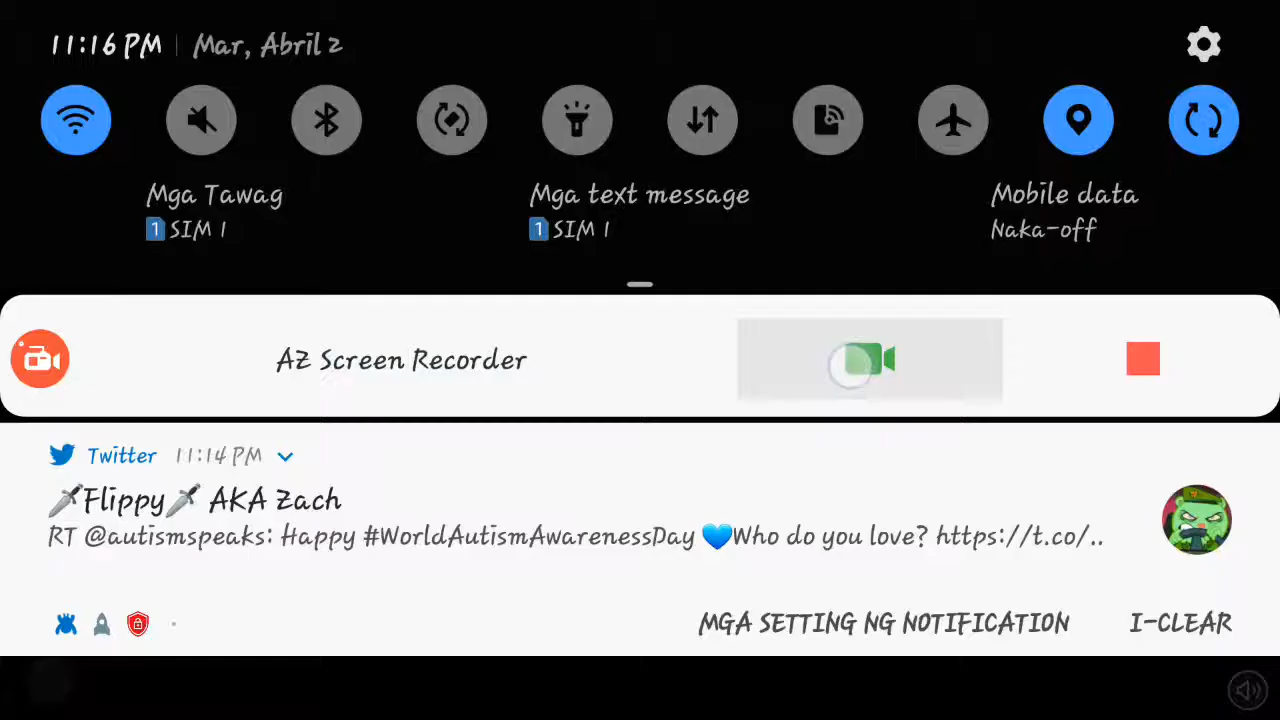 11:16 PM Mar, Abril 2
Mga Tawag
1 SIM 1
Mga text message
1 SIM 1
Mobile data
Naka-off
AZ Screen Recorder
Twitter 11:14 PM
🗡Flippy🗡 AKA Zach
RT @autismspeaks: Happy #WorldAutismAwarenessDay 💙Who do you love? https://t.co/..
MGA SETTING NG NOTIFICATION I-CLEAR